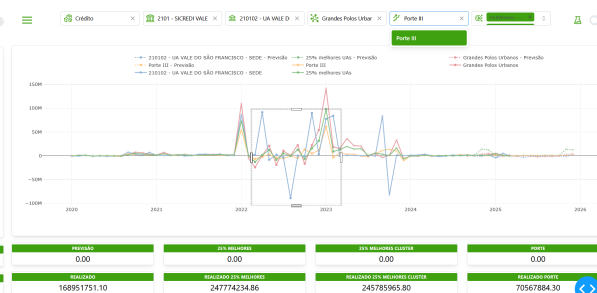 Crédito × 2101 - SICREDI VALE × 210102 - UA VALE D × Grandes Polos Urbar × Porte III ×
Porte III
210102 - UA VALE DO SÃO FRANCISCO - SEDE - Previsão 25% melhores UAs - Previsão Grandes Polos Urbanos - Previsão
Porte III - Previsão Porte III Grandes Polos Urbanos
210102 - UA VALE DO SÃO FRANCISCO - SEDE 25% melhores UAs
150M
100M
50M
0
−50M
−100M
2020 2021 2022 2023 2024 2025 2026
PREVISÃO 25% MELHORES 25% MELHORES CLUSTER PORTE
0.00 0.00 0.00 0.00
REALIZADO REALIZADO 25% MELHORES REALIZADO 25% MELHORES CLUSTER REALIZADO PORTE
168951751.10 247774234.86 245785965.80 70567884.30